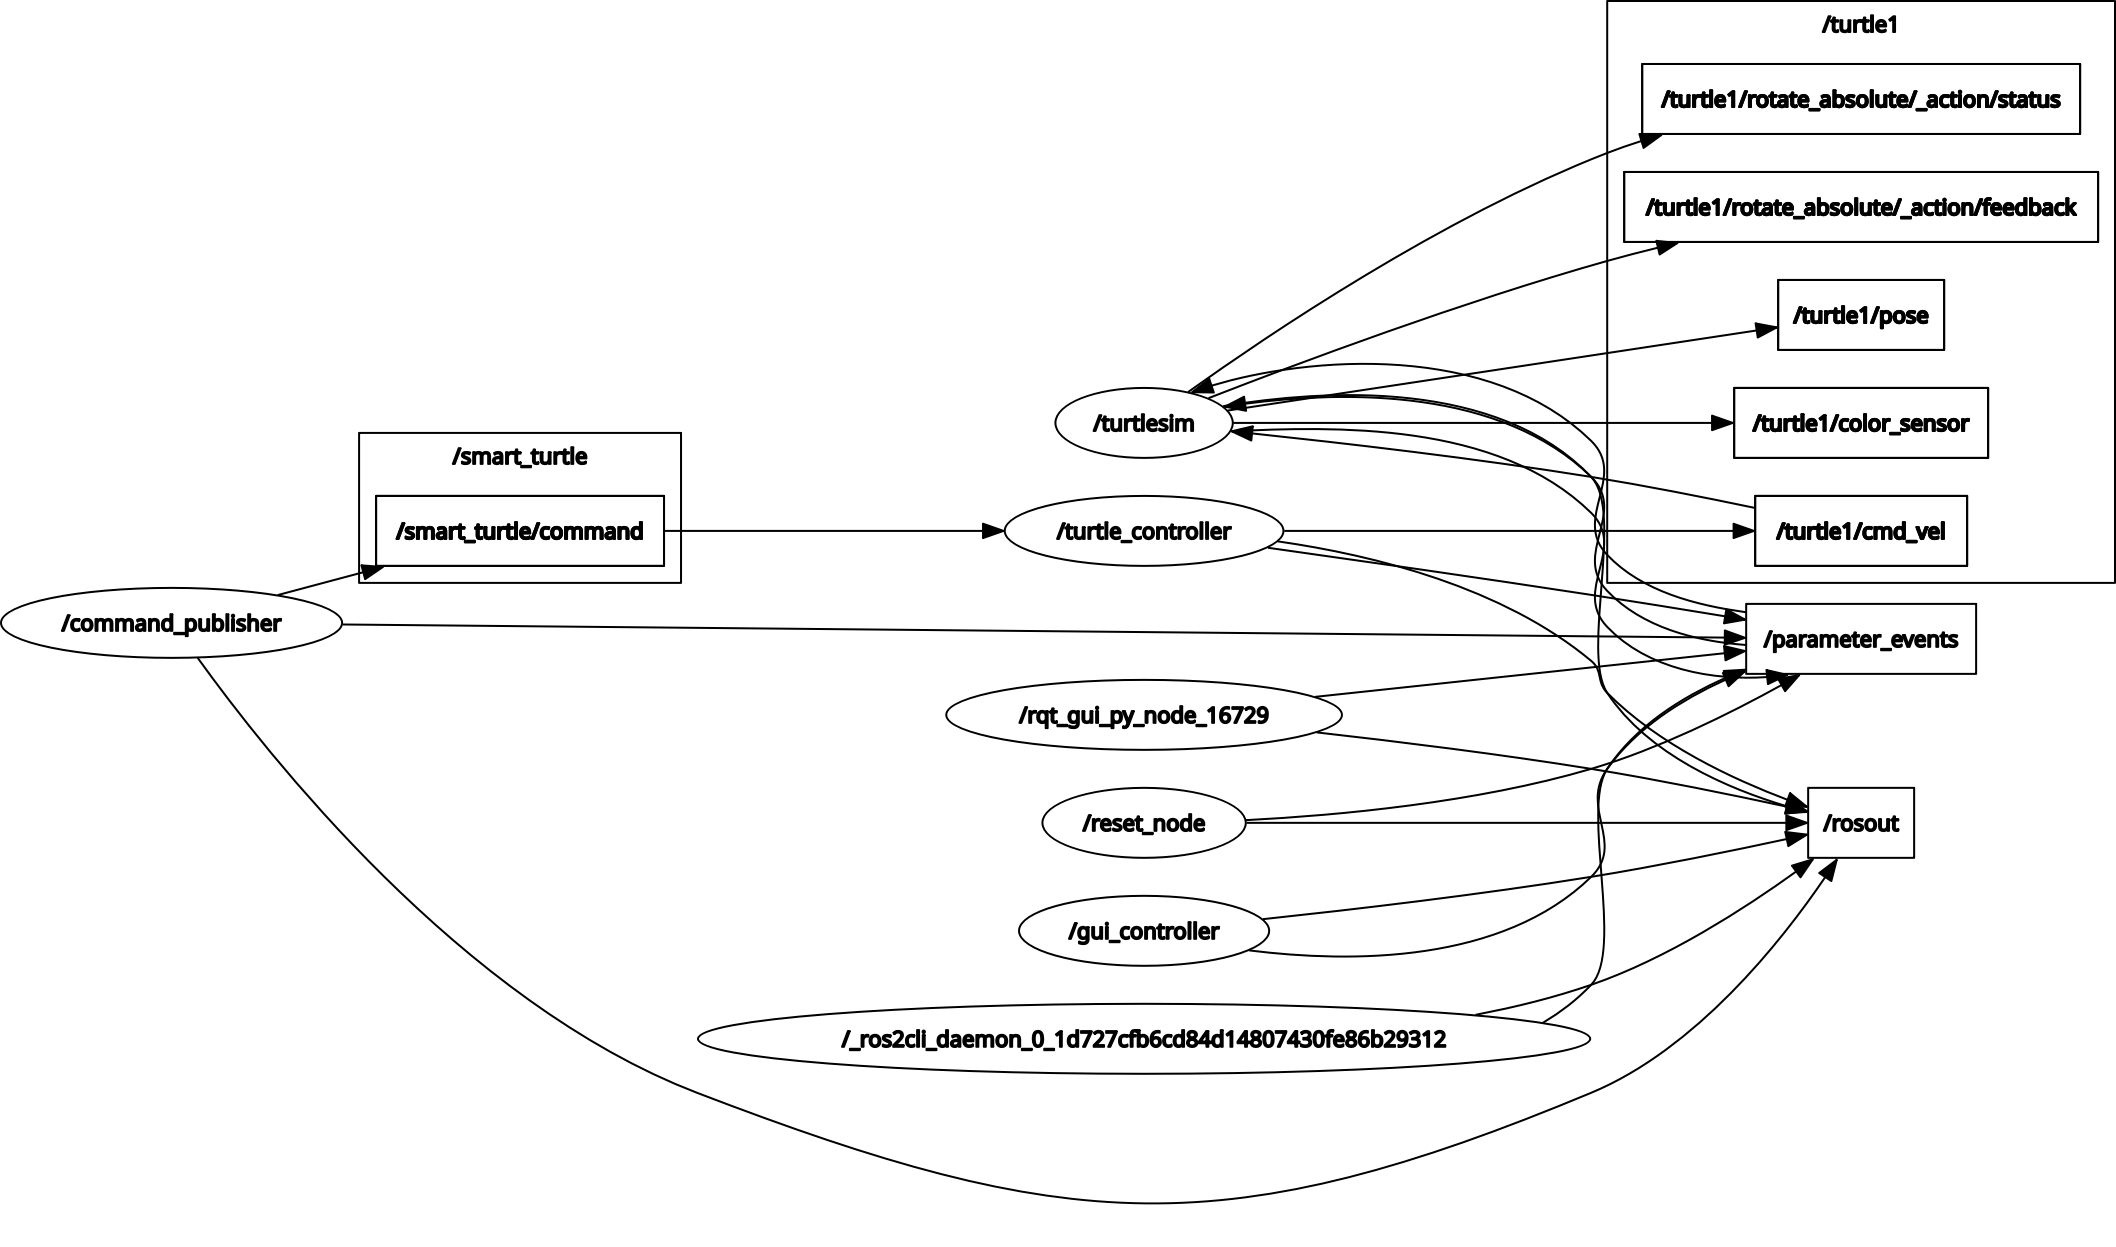 /turtle1
/turtle1/rotate_absolute/_action/status
/turtle1/rotate_absolute/_action/feedback
/turtle1/pose
/turtlesim
/turtle1/color_sensor
/smart_turtle
/smart_turtle/command
/turtle_controller
/turtle1/cmd_vel
/command_publisher
/parameter_events
/rqt_gui_py_node_16729
/reset_node
/rosout
/gui_controller
/_ros2cli_daemon_0_1d727cfb6cd84d14807430fe86b29312